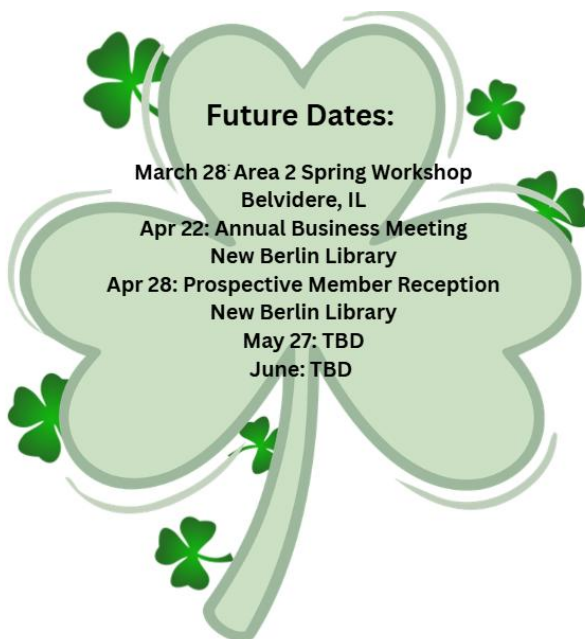 Future Dates:
March 28: Area 2 Spring Workshop
Belvidere, IL
Apr 22: Annual Business Meeting
New Berlin Library
Apr 28: Prospective Member Reception
New Berlin Library
May 27: TBD
June: TBD